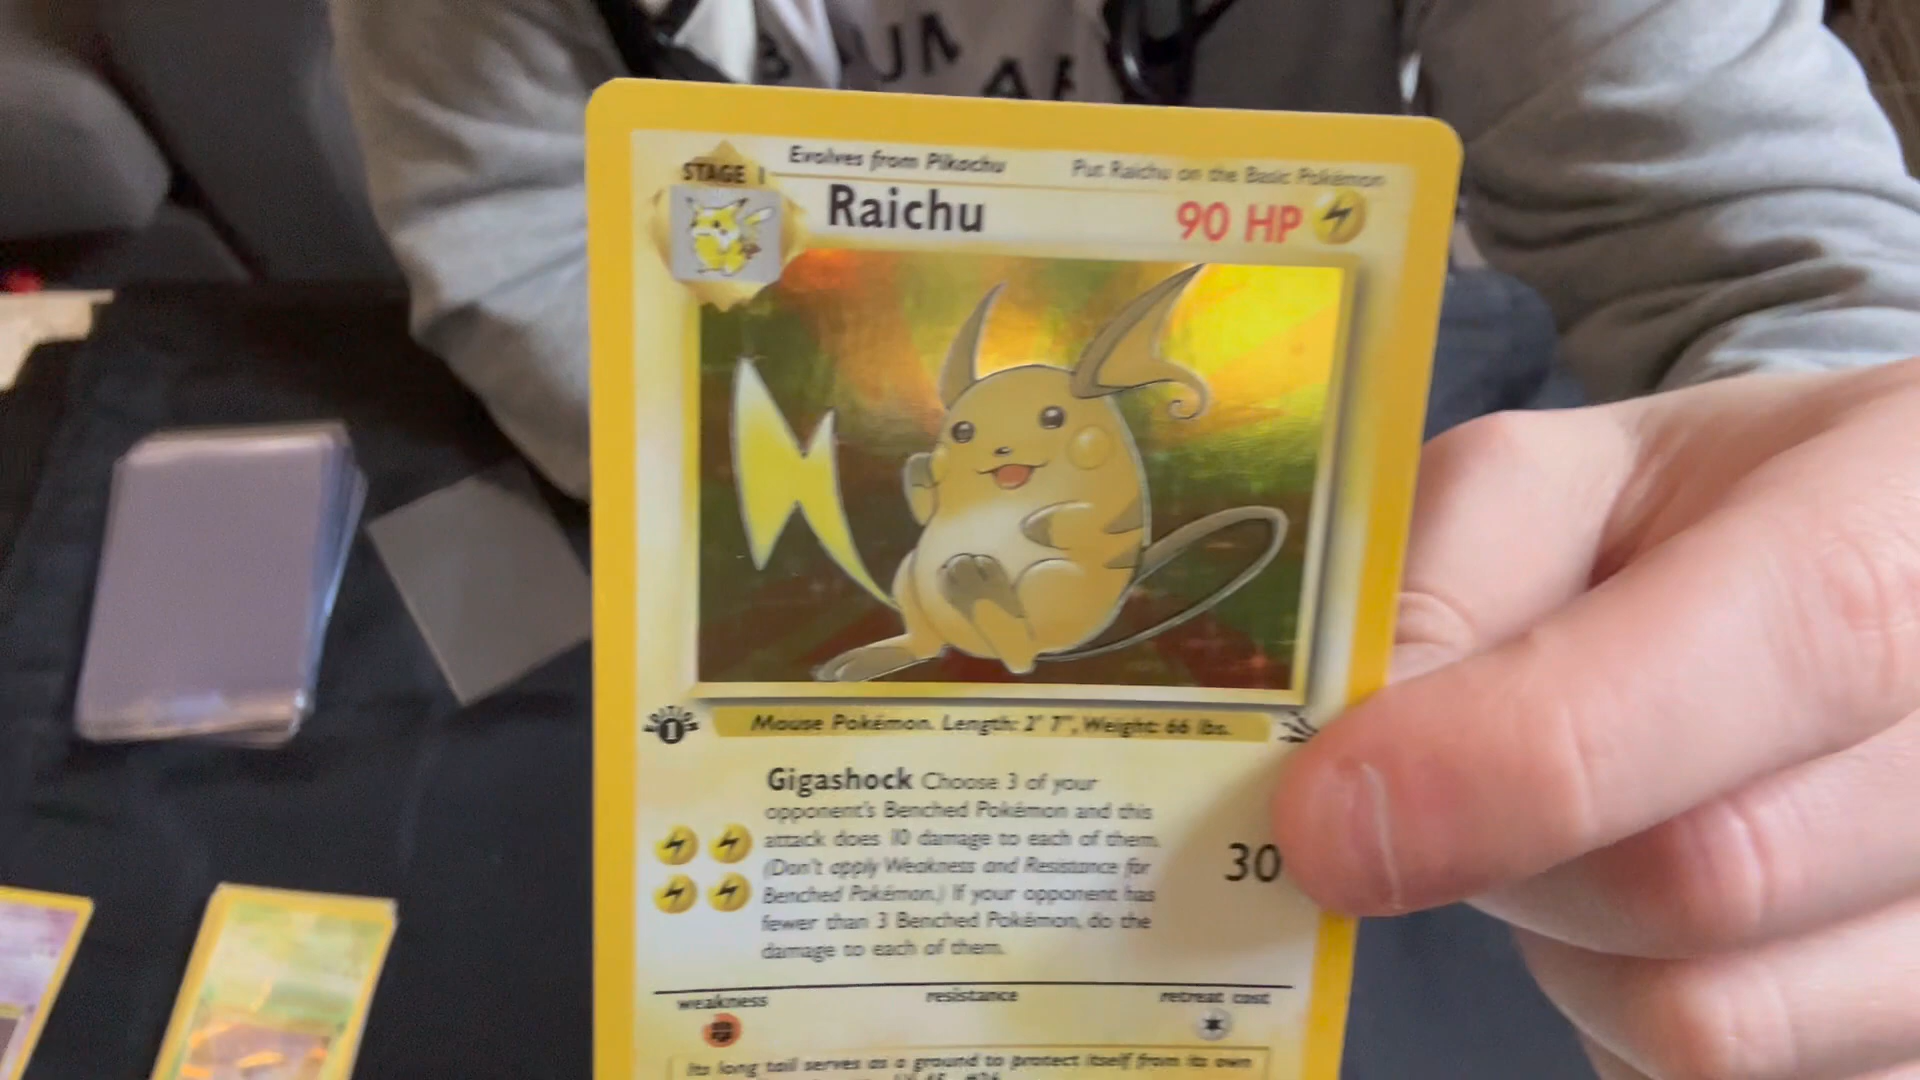 STAGE 1
Evolves from Pikachu
Put Raichu on the Basic Pokémon
Raichu
90 HP
EDITION
1
Mouse Pokémon. Length: 2' 7", Weight: 66 lbs.
Gigashock Choose 3 of your
opponent's Benched Pokémon and this
attack does 10 damage to each of them.
(Don't apply Weakness and Resistance for
Benched Pokémon.) If your opponent has
fewer than 3 Benched Pokémon, do the
damage to each of them.
30
weakness
resistance
retreat cost
Its long tail serves as a ground to protect itself from its own